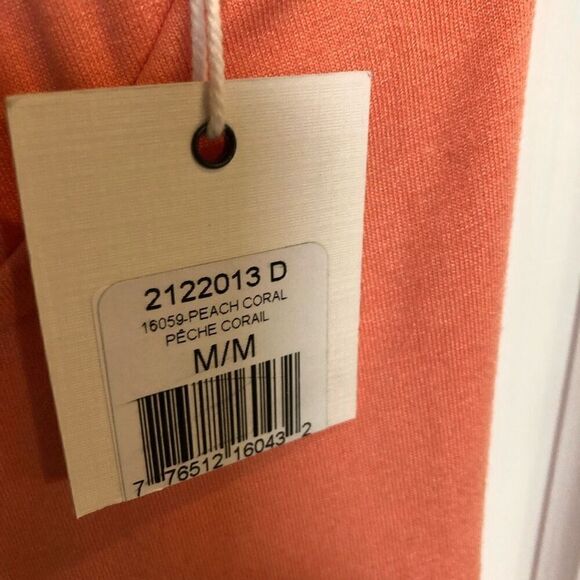 2122013 D
16059-PEACH CORAL
PÊCHE CORAIL
M/M
7 76512 16043 2